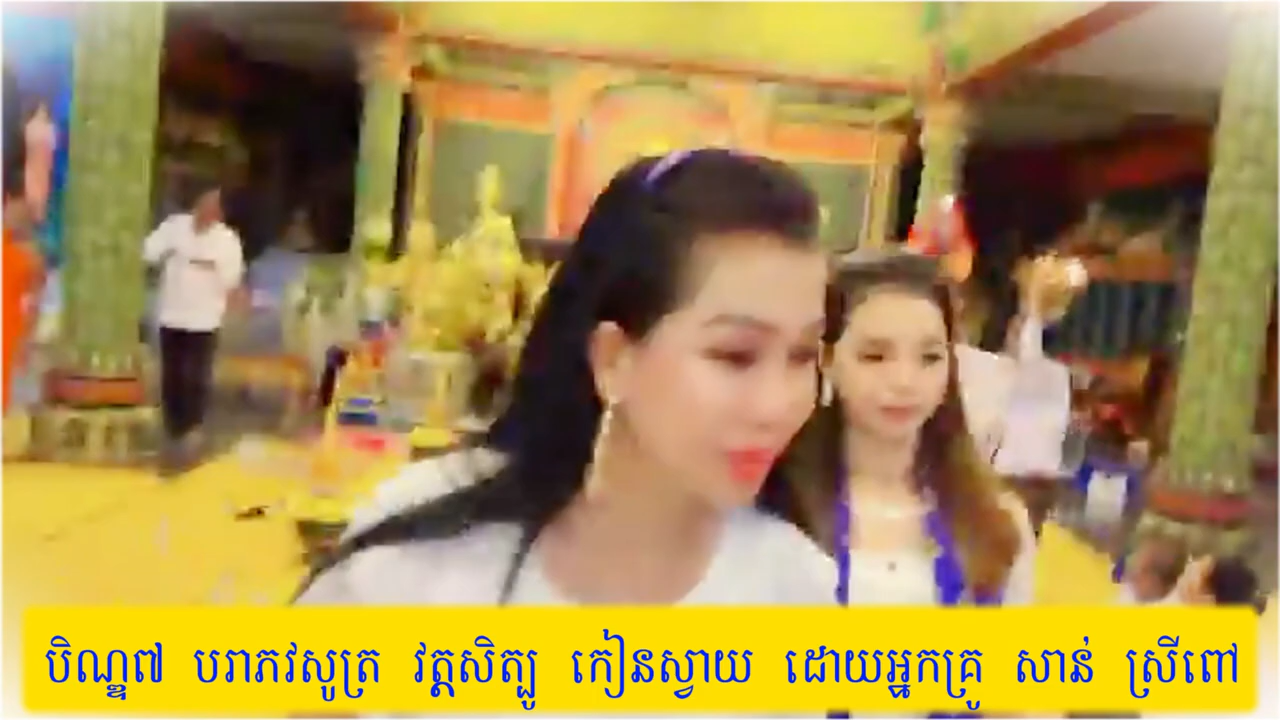 បិណ្ឌ៧ បរាភវសូត្រ វត្តសិត្បូ កៀនស្វាយ ដោយអ្នកគ្រូ សាន់ ស្រីពៅ